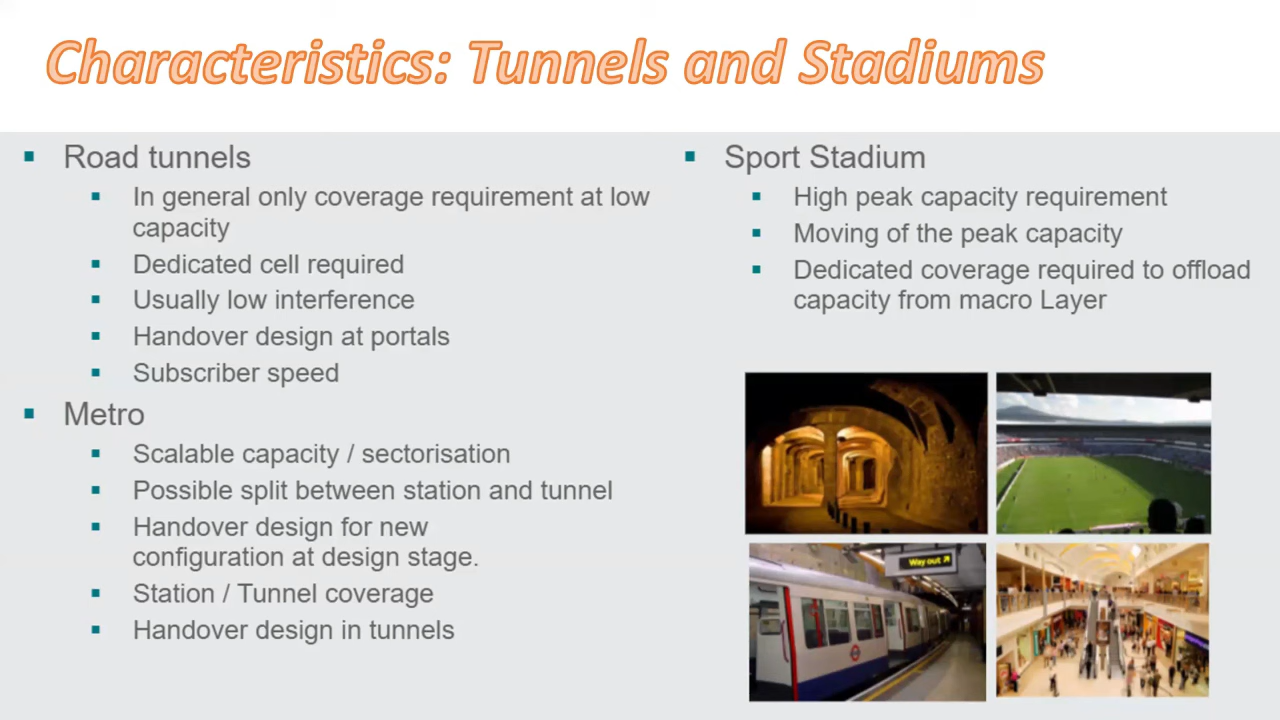 Characteristics: Tunnels and Stadiums
Road tunnels
In general only coverage requirement at low
capacity
Dedicated cell required
Usually low interference
Handover design at portals
Subscriber speed
Metro
Scalable capacity / sectorisation
Possible split between station and tunnel
Handover design for new
configuration at design stage.
Station / Tunnel coverage
Handover design in tunnels
Sport Stadium
High peak capacity requirement
Moving of the peak capacity
Dedicated coverage required to offload
capacity from macro Layer
Way out